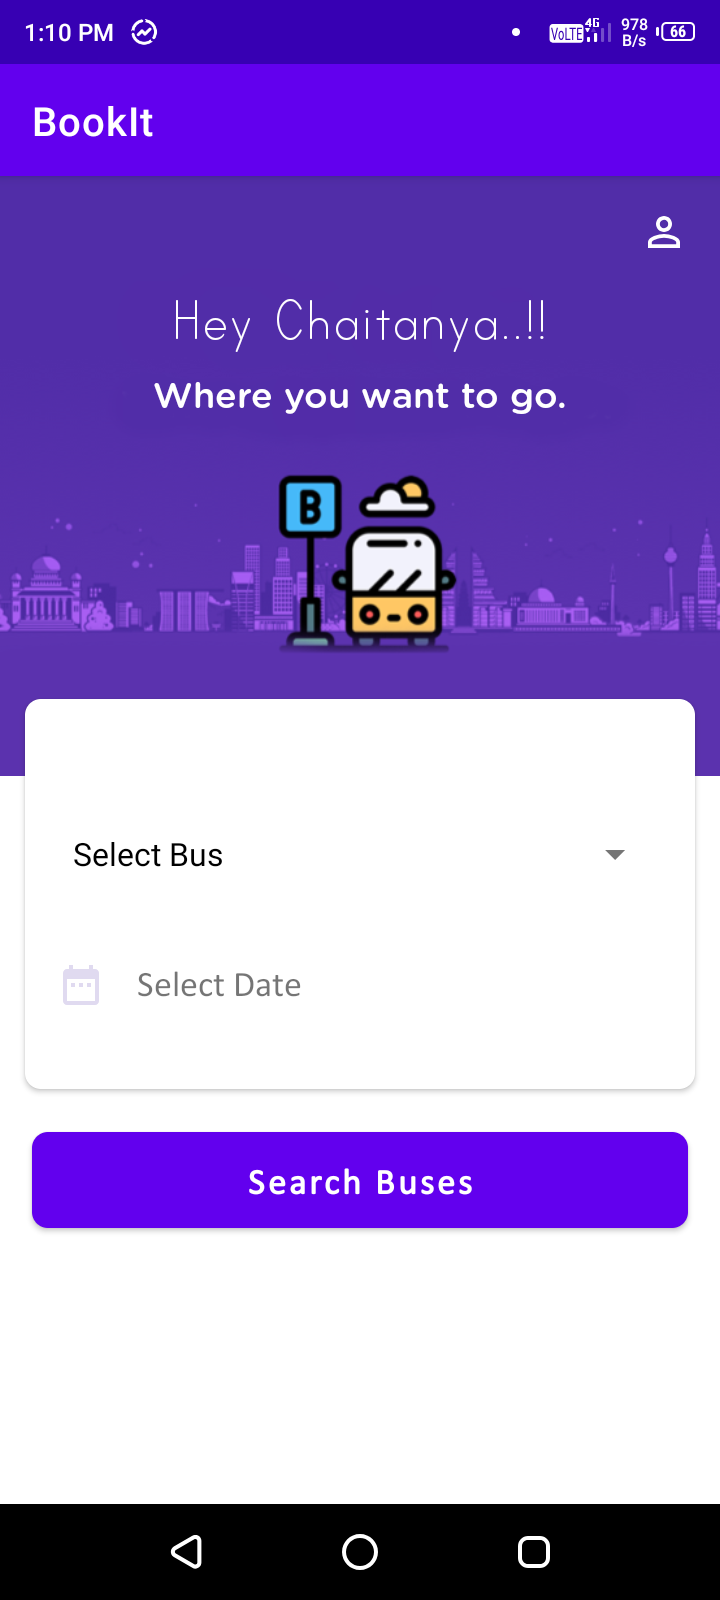 1:10 PM VoLTE 4G 978 B/s 66
BookIt
Hey Chaitanya..!!
Where you want to go.
B
Select Bus
Select Date
Search Buses